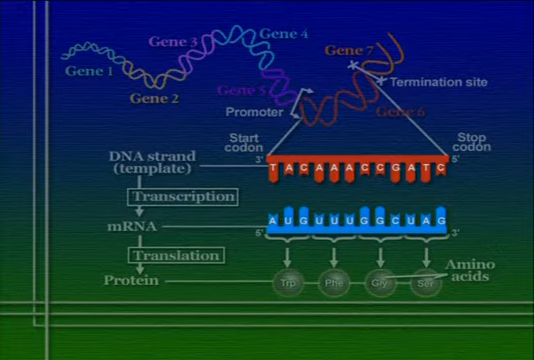 Gene 1
Gene 2
Gene 3
Gene 4
Gene 5
Gene 6
Gene 7
Termination site
Promoter
Start codon
Stop codon
DNA strand (template)
3' TACAAACCGATC 5'
Transcription
mRNA
5' AUGUUUGGCUAG 3'
Translation
Protein
Trp Phe Gly Ser
Amino acids